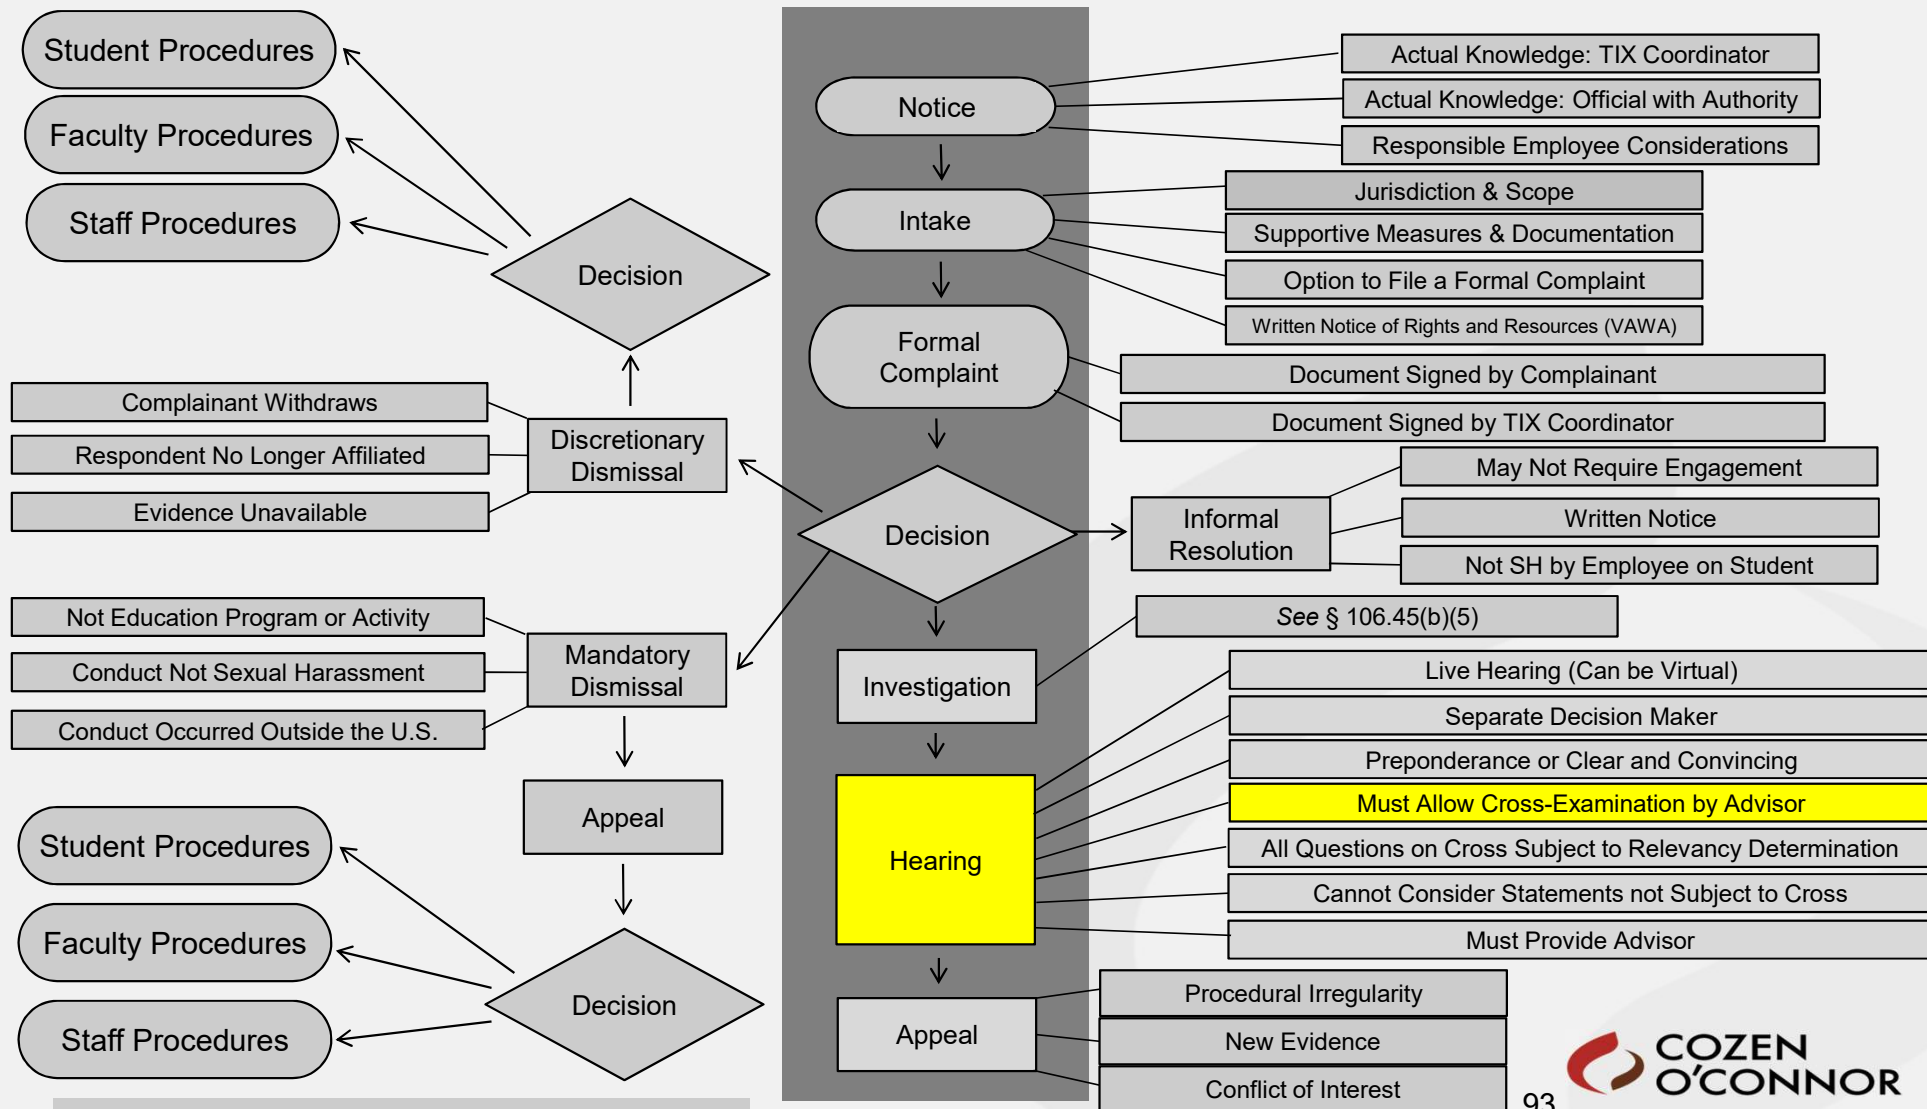 Student Procedures
Faculty Procedures
Staff Procedures
Decision
Complainant Withdraws
Respondent No Longer Affiliated
Evidence Unavailable
Discretionary
Dismissal
Not Education Program or Activity
Conduct Not Sexual Harassment
Conduct Occurred Outside the U.S.
Mandatory
Dismissal
Appeal
Student Procedures
Faculty Procedures
Staff Procedures
Decision
Notice
Actual Knowledge: TIX Coordinator
Actual Knowledge: Official with Authority
Responsible Employee Considerations
Intake
Jurisdiction & Scope
Supportive Measures & Documentation
Option to File a Formal Complaint
Written Notice of Rights and Resources (VAWA)
Formal
Complaint
Document Signed by Complainant
Document Signed by TIX Coordinator
Decision
Informal
Resolution
May Not Require Engagement
Written Notice
Not SH by Employee on Student
Investigation
See § 106.45(b)(5)
Hearing
Live Hearing (Can be Virtual)
Separate Decision Maker
Preponderance or Clear and Convincing
Must Allow Cross-Examination by Advisor
All Questions on Cross Subject to Relevancy Determination
Cannot Consider Statements not Subject to Cross
Must Provide Advisor
Appeal
Procedural Irregularity
New Evidence
Conflict of Interest
93
COZEN
O'CONNOR